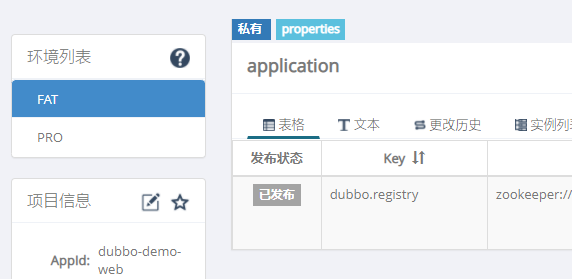 私有 properties
环境列表
FAT
PRO
项目信息
AppId: dubbo-demo-
web
application
表格 文本 更改历史 实例列
发布状态 Key
已发布 dubbo.registry zookeeper://